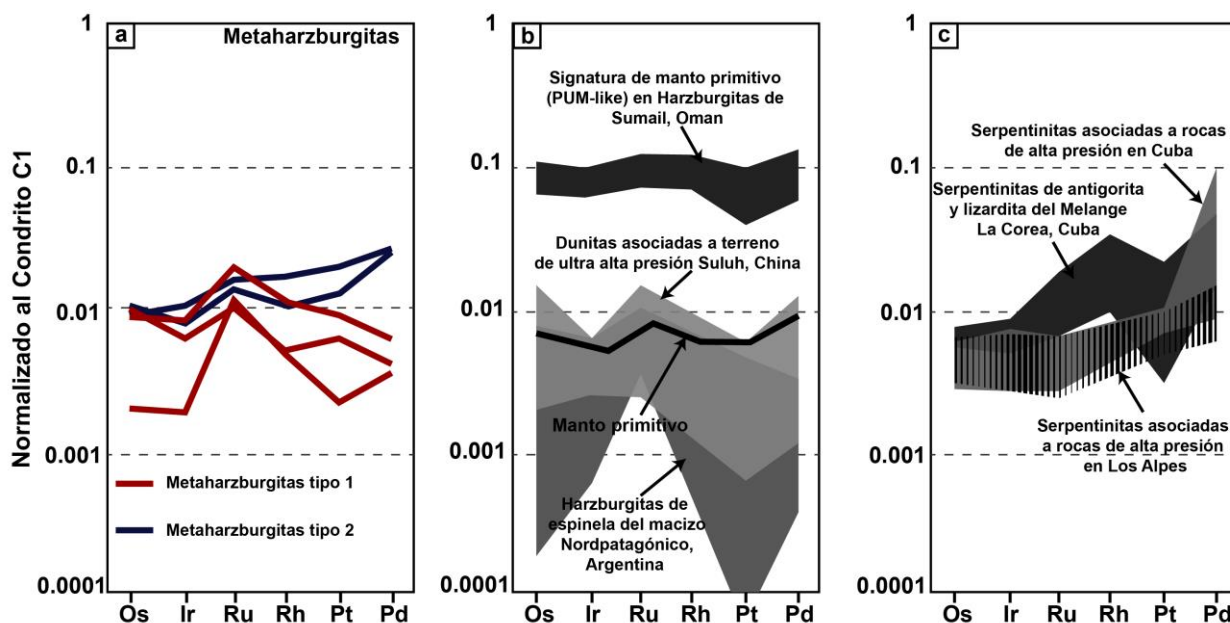 Normalizado al Condrito C1
1
0.1
0.01
0.001
0.0001
a
Metaharzburgitas
Metaharzburgitas tipo 1
Metaharzburgitas tipo 2
Os Ir Ru Rh Pt Pd
1
0.1
0.01
0.001
0.0001
b
Signatura de manto primitivo
(PUM-like) en Harzburgitas de
Sumail, Oman
Dunitas asociadas a terreno
de ultra alta presión Suluh, China
Manto primitivo
Harzburgitas de
espinela del macizo
Nordpatagónico,
Argentina
Os Ir Ru Rh Pt Pd
1
0.1
0.01
0.001
0.0001
c
Serpentinitas asociadas a rocas
de alta presión en Cuba
Serpentinitas de antigorita
y lizardita del Melange
La Corea, Cuba
Serpentinitas asociadas
a rocas de alta presión
en Los Alpes
Os Ir Ru Rh Pt Pd